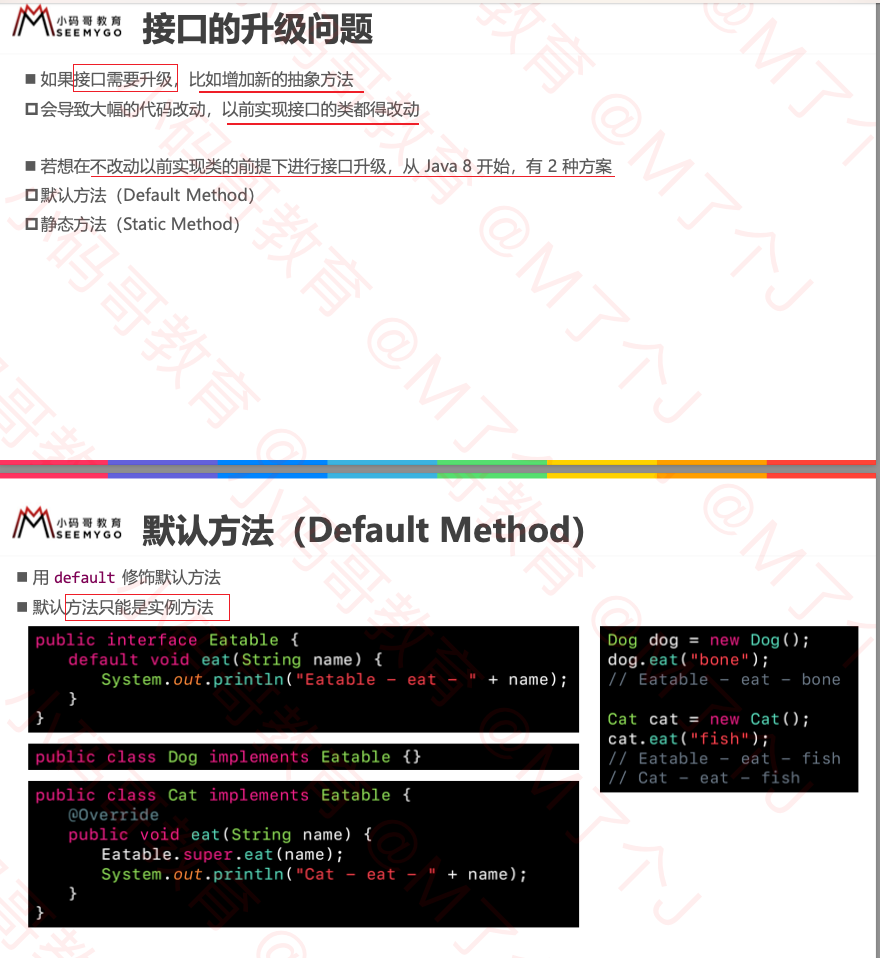 小码哥教育
SEEMYGO
接口的升级问题
■ 如果接口需要升级，比如增加新的抽象方法
会导致大幅的代码改动，以前实现接口的类都得改动
■ 若想在不改动以前实现类的前提下进行接口升级，从 Java 8 开始，有 2 种方案
默认方法（Default Method）
静态方法（Static Method）
小码哥教育
SEEMYGO
默认方法（Default Method）
■ 用 default 修饰默认方法
■ 默认方法只能是实例方法
public interface Eatable {
default void eat(String name) {
System.out.println("Eatable - eat - " + name);
}
}
public class Dog implements Eatable {}
public class Cat implements Eatable {
@Override
public void eat(String name) {
Eatable.super.eat(name);
System.out.println("Cat - eat - " + name);
}
}
Dog dog = new Dog();
dog.eat("bone");
// Eatable - eat - bone
Cat cat = new Cat();
cat.eat("fish");
// Eatable - eat - fish
// Cat - eat - fish
小码哥教育 @M了个J